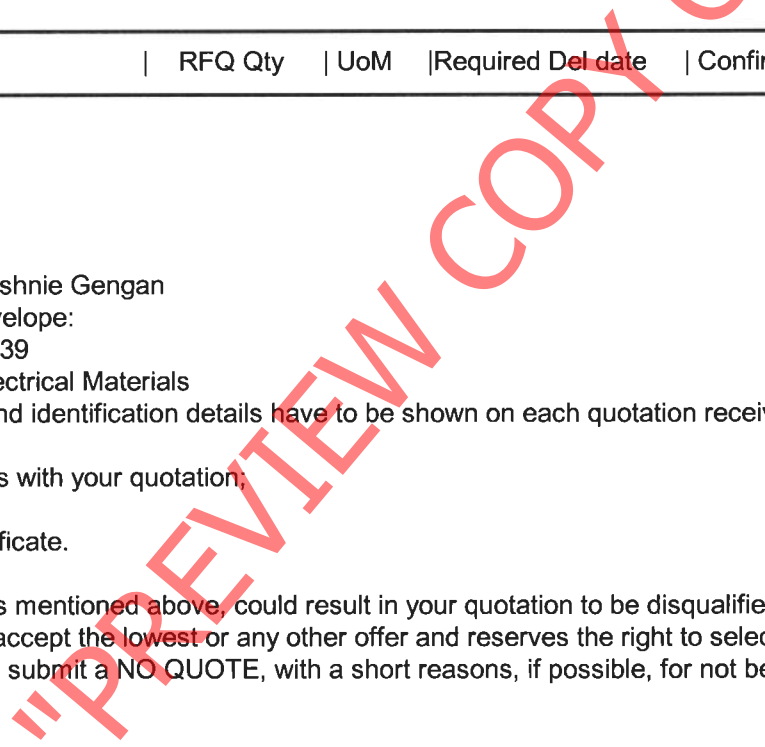 | RFQ Qty | UoM |Required Del date | Confir
shnie Gengan
elope:
39
ectrical Materials
nd identification details have to be shown on each quotation recei
s with your quotation;
ficate.
s mentioned above, could result in your quotation to be disqualifie
accept the lowest or any other offer and reserves the right to selec
submit a NO QUOTE, with a short reasons, if possible, for not be
"PREVIEW COPY